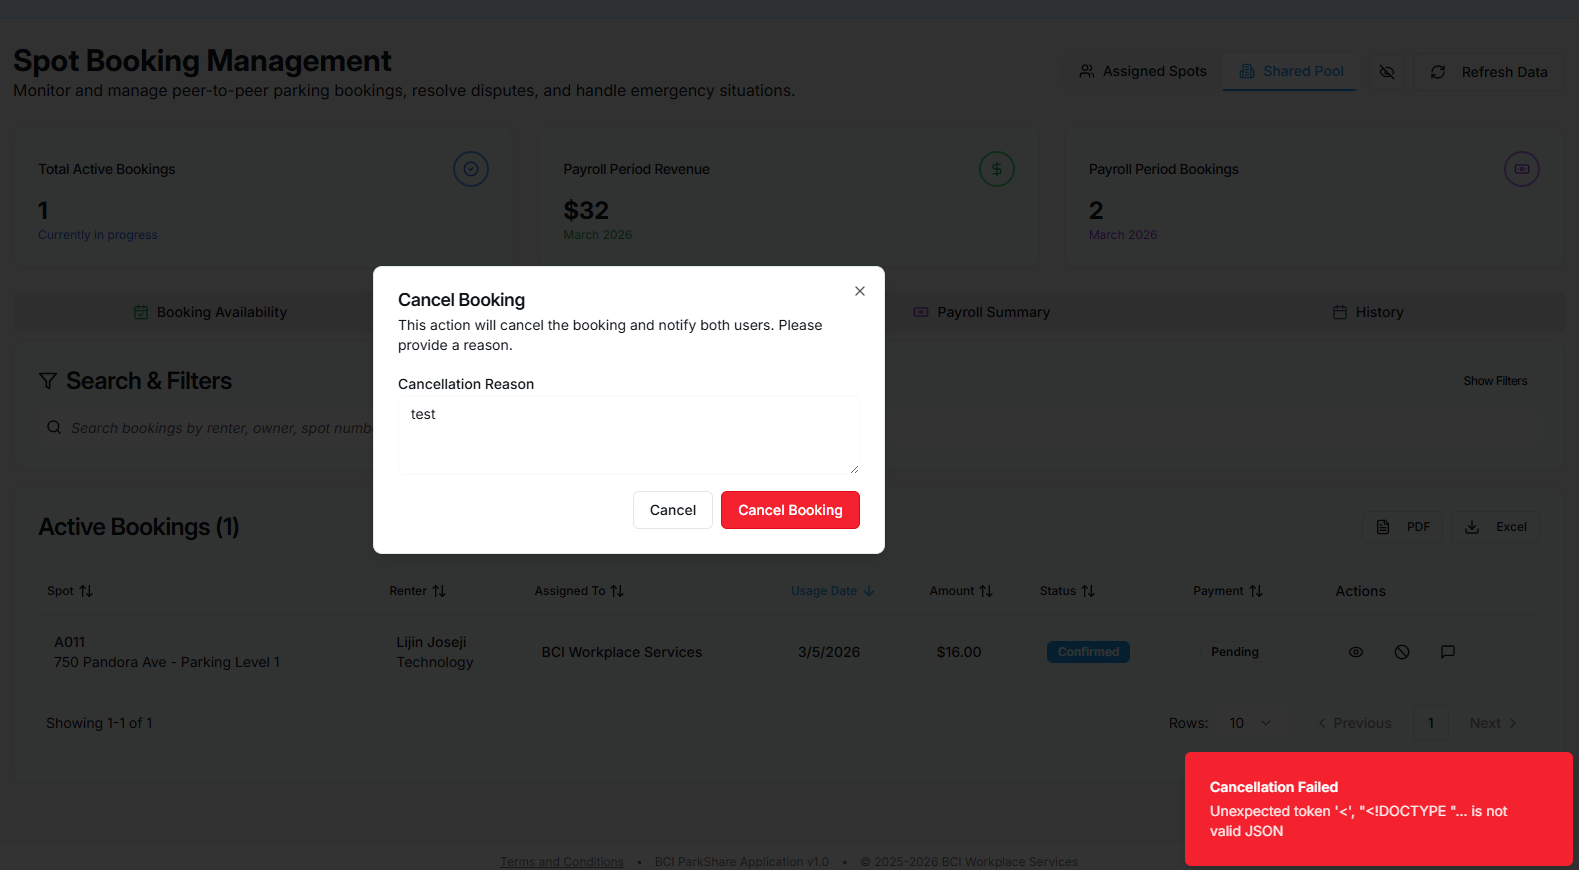 Spot Booking Management
Monitor and manage peer-to-peer parking bookings, resolve disputes, and handle emergency situations.
Assigned Spots
Shared Pool
Refresh Data
Total Active Bookings
1
Currently in progress
Payroll Period Revenue
$32
March 2026
Payroll Period Bookings
2
March 2026
Booking Availability
Payroll Summary
History
Search & Filters
Show Filters
Search bookings by renter, owner, spot numb
Cancel Booking
This action will cancel the booking and notify both users. Please
provide a reason.
Cancellation Reason
test
Cancel
Cancel Booking
Active Bookings (1)
PDF
Excel
Spot
Renter
Assigned To
Usage Date
Amount
Status
Payment
Actions
A011
750 Pandora Ave - Parking Level 1
Lijin Joseji
Technology
BCI Workplace Services
3/5/2026
$16.00
Confirmed
Pending
Showing 1-1 of 1
Rows:
10
Previous
1
Next
Cancellation Failed
Unexpected token '<', "<!DOCTYPE "... is not
valid JSON
Terms and Conditions • BCI ParkShare Application v1.0 • © 2025-2026 BCI Workplace Services